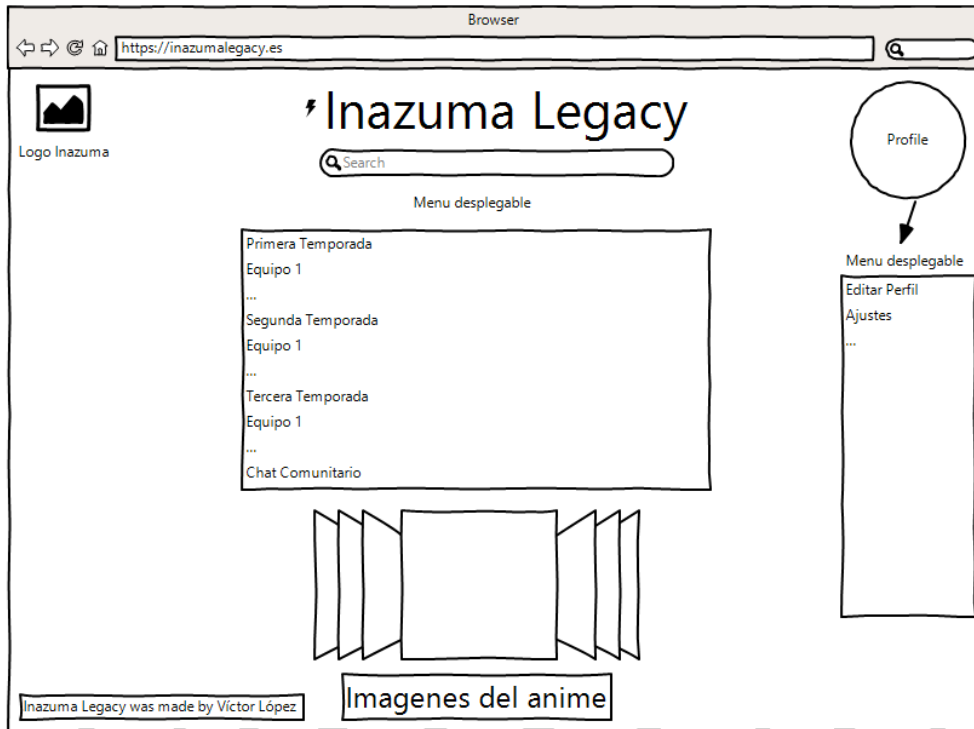 Browser
https://inazumalegacy.es
Inazuma Legacy
Logo Inazuma
Search
Profile
Menu desplegable
Primera Temporada
Equipo 1
...
Segunda Temporada
Equipo 1
...
Tercera Temporada
Equipo 1
...
Chat Comunitario
Menu desplegable
Editar Perfil
Ajustes
...
Imagenes del anime
Inazuma Legacy was made by Víctor López